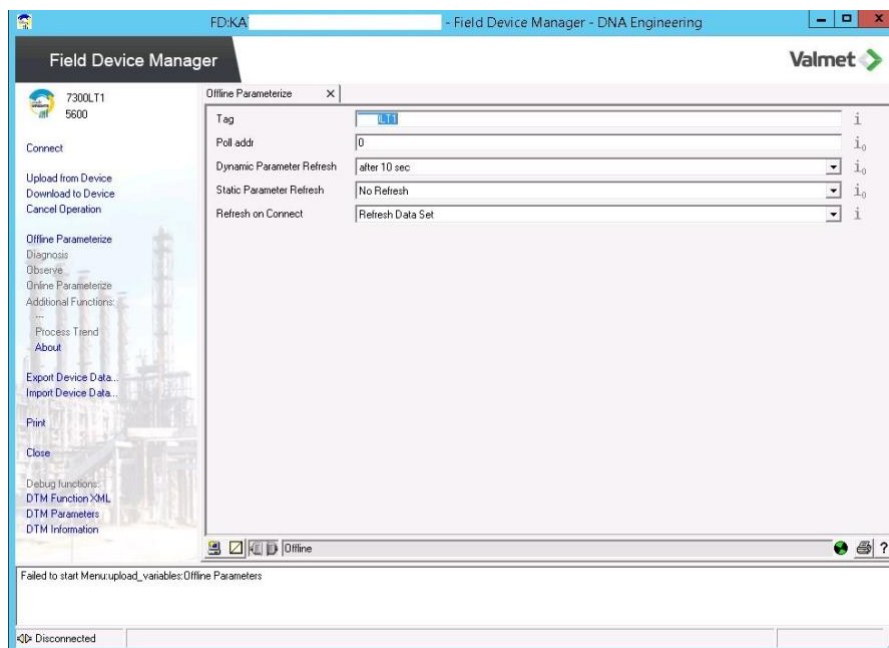 FD:KA - Field Device Manager - DNA Engineering
Field Device Manager
Valmet
7300LT1
5600
Connect
Upload from Device
Download to Device
Cancel Operation
Offline Parameterize
Diagnosis
Observe
Online Parameterize
Additional Functions:
...
Process Trend
About
Export Device Data...
Import Device Data...
Print
Close
Debug functions:
DTM Function XML
DTM Parameters
DTM Information
Offline Parameterize X
Tag LT1
Poll addr 0
Dynamic Parameter Refresh after 10 sec
Static Parameter Refresh No Refresh
Refresh on Connect Refresh Data Set
Offline
?
Failed to start Menu:upload_variables:Offline Parameters
Disconnected